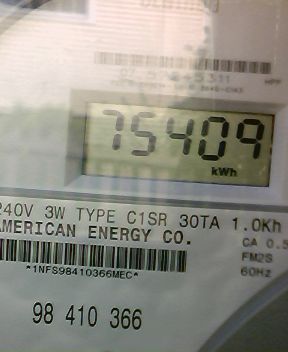 75409
kWh
240V 3W TYPE C1SR 30TA 1.0Kh
AMERICAN ENERGY CO.
CA 0.5
FM2S
60Hz
*1NFS98410366MEC*
98 410 366